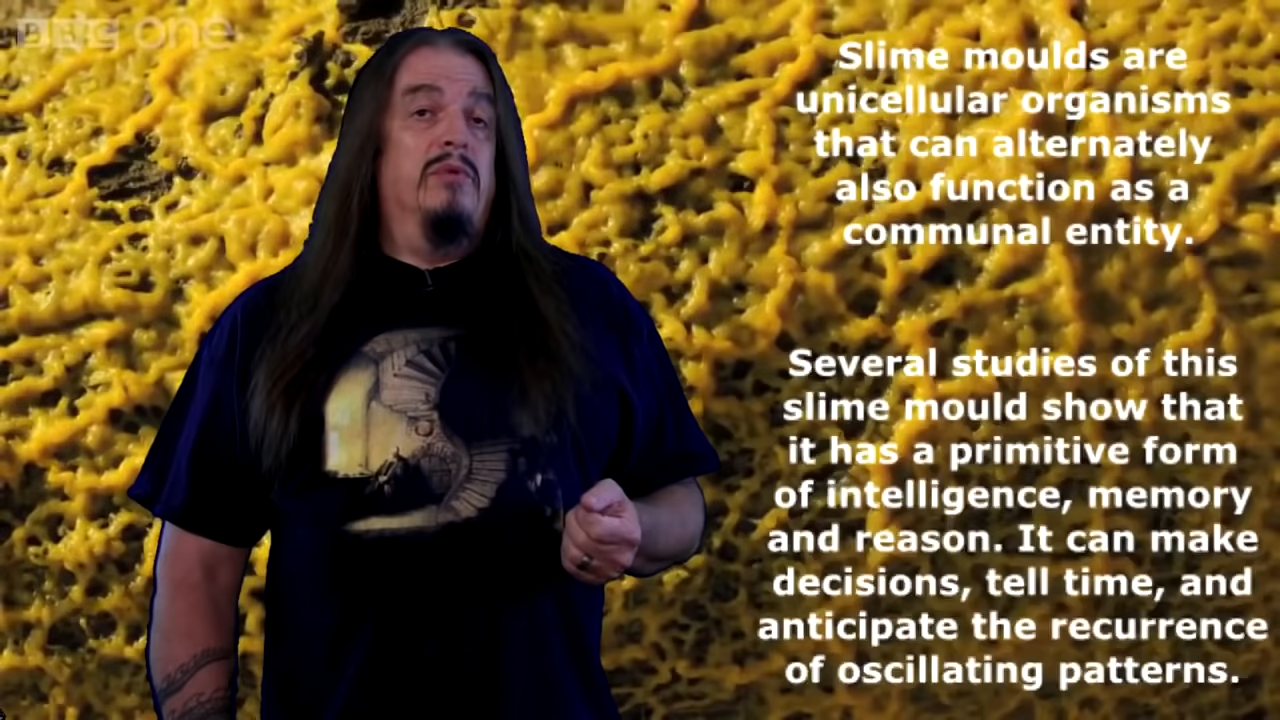 BBC one
Slime moulds are
unicellular organisms
that can alternately
also function as a
communal entity.
Several studies of this
slime mould show that
it has a primitive form
of intelligence, memory
and reason. It can make
decisions, tell time, and
anticipate the recurrence
of oscillating patterns.